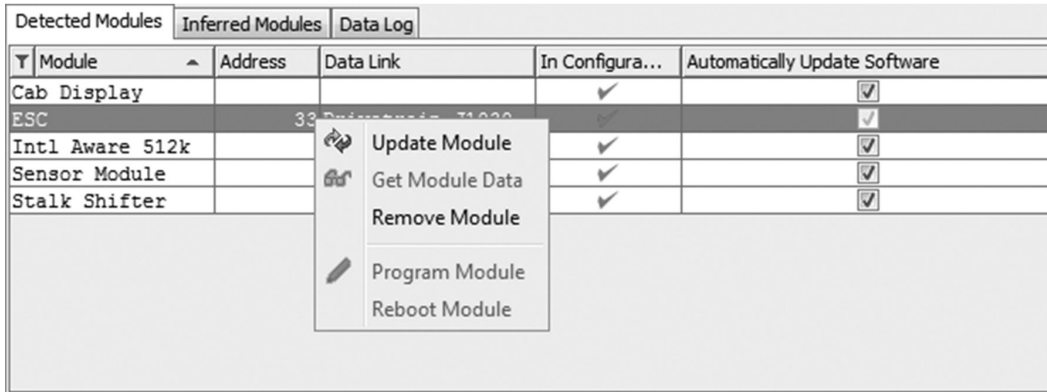 Detected Modules Inferred Modules Data Log
Module Address Data Link In Configura... Automatically Update Software
Cab Display
ESC 33 J1939
Intl Aware 512k
Sensor Module
Stalk Shifter
Update Module
Get Module Data
Remove Module
Program Module
Reboot Module